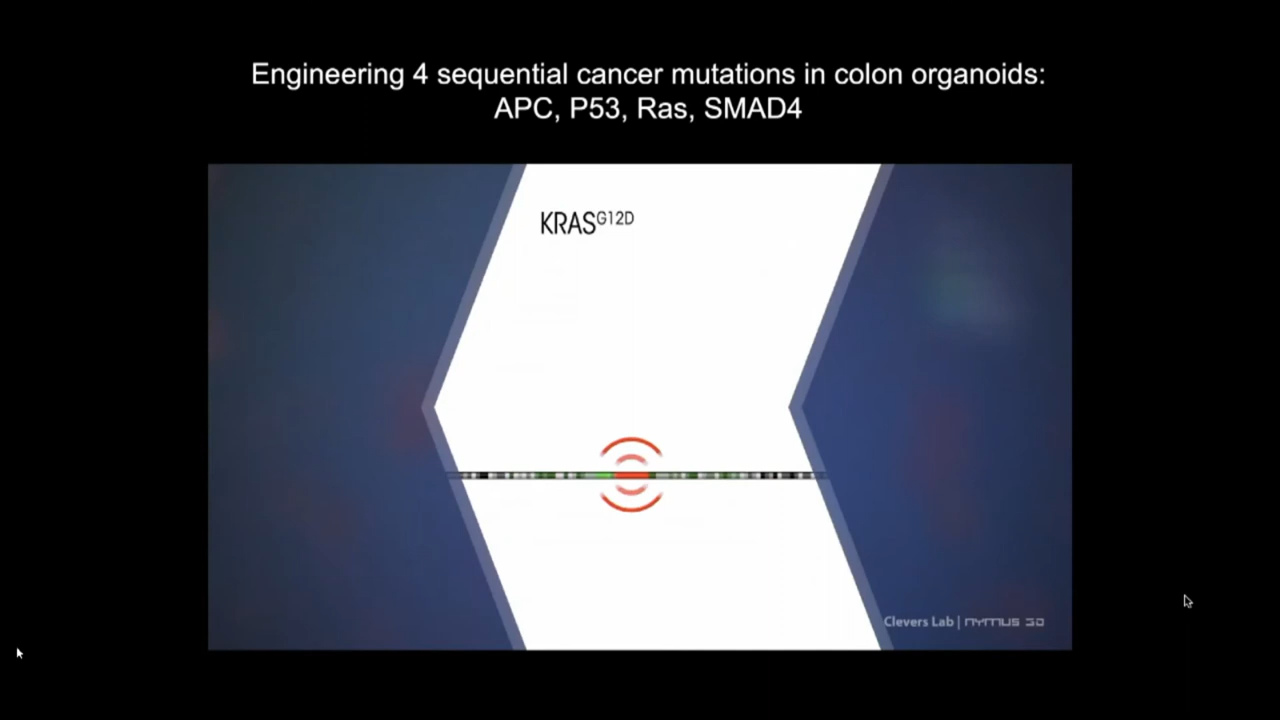 Engineering 4 sequential cancer mutations in colon organoids:
APC, P53, Ras, SMAD4
KRASG12D
Clevers Lab | NYMUS 3D